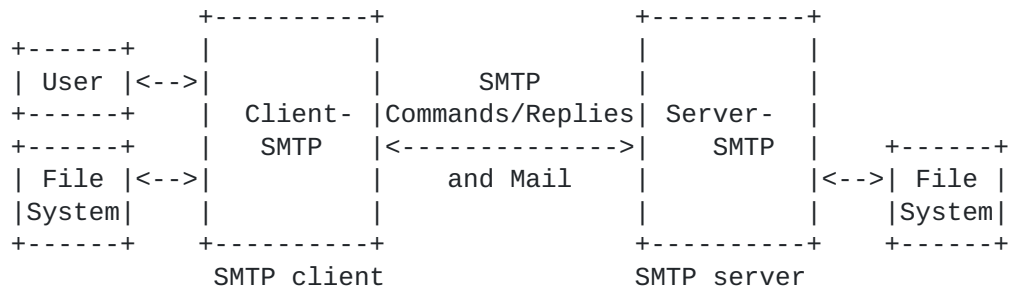 +----------+                +----------+
    +------+    |          |                |          |
    | User |<-->|          |      SMTP      |          |
    +------+    |  Client- |Commands/Replies| Server-  |
    +------+    |   SMTP   |<-------------->|    SMTP  |    +------+
    | File |<-->|          |    and Mail    |          |<-->| File |
    |System|    |          |                |          |    |System|
    +------+    +----------+                +----------+    +------+
                 SMTP client                SMTP server